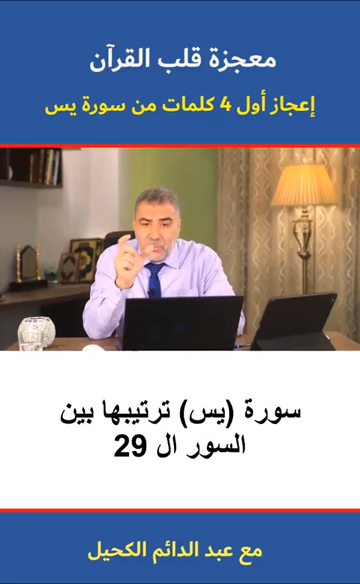 معجزة قلب القرآن
إعجاز أول 4 كلمات من سورة يس
سورة (يس) ترتيبها بين
السور ال 29
مع عبد الدائم الكحيل